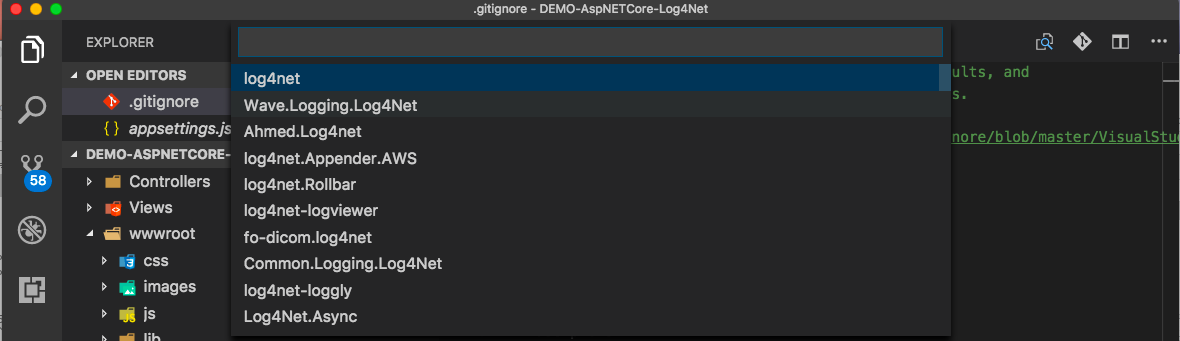 .gitignore - DEMO-AspNETCore-Log4Net
EXPLORER
OPEN EDITORS
.gitignore
{ } appsettings.js
DEMO-ASPNETCORE-
Controllers
Views
wwwroot
css
images
js
lib
58
log4net
Wave.Logging.Log4Net
Ahmed.Log4net
log4net.Appender.AWS
log4net.Rollbar
log4net-logviewer
fo-dicom.log4net
Common.Logging.Log4Net
log4net-loggly
Log4Net.Async
ults, and
s.
nore/blob/master/VisualStud